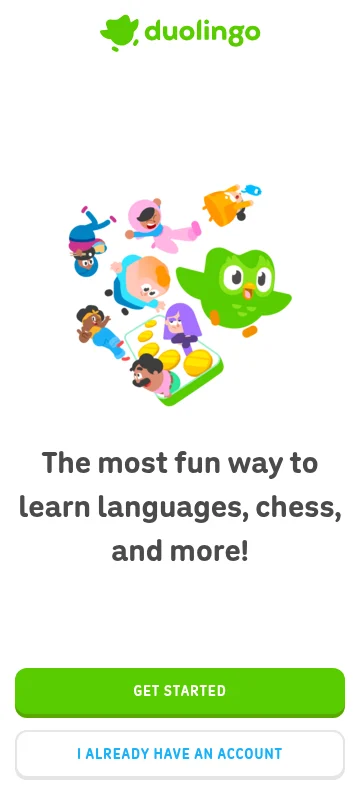 duolingo
The most fun way to
learn languages, chess,
and more!
GET STARTED
I ALREADY HAVE AN ACCOUNT